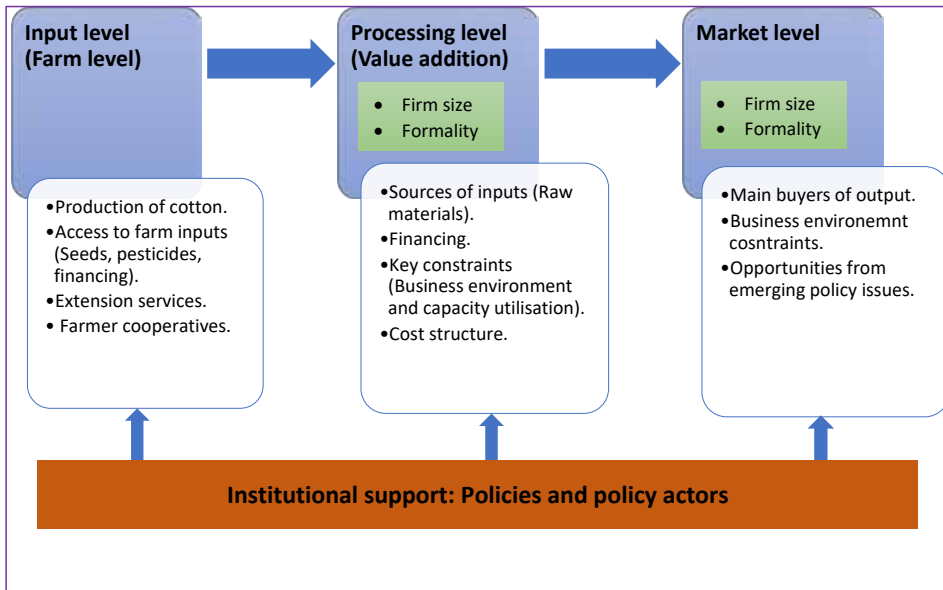 Input level
(Farm level)
Processing level
(Value addition)
• Firm size
• Formality
Market level
• Firm size
• Formality
•Production of cotton.
•Access to farm inputs
(Seeds, pesticides,
financing).
•Extension services.
• Farmer cooperatives.
•Sources of inputs (Raw
materials).
•Financing.
•Key constraints
(Business environment
and capacity utilisation).
•Cost structure.
•Main buyers of output.
•Business environemnt
cosntraints.
•Opportunities from
emerging policy issues.
Institutional support: Policies and policy actors